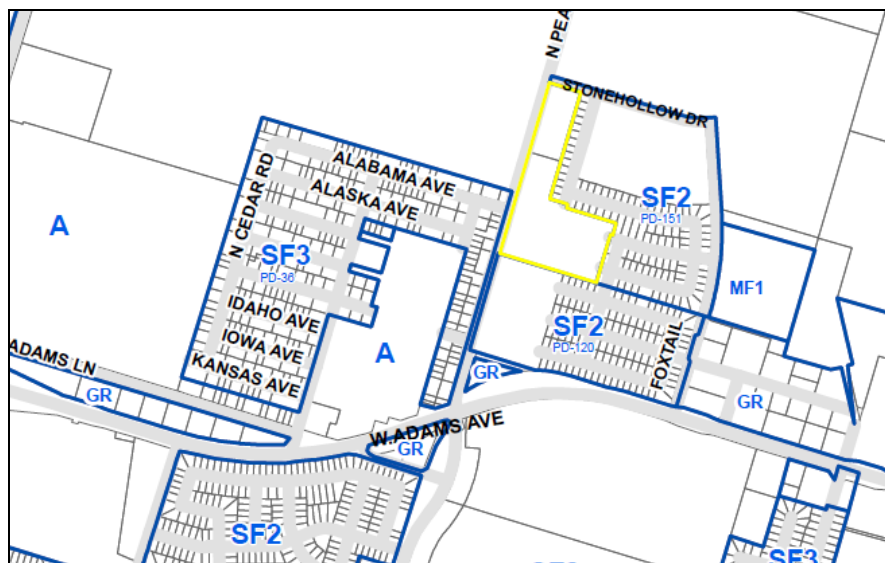 N PEA
STONEHOLLOW DR
ALABAMA AVE
ALASKA AVE
N CEDAR RD
SF2
PD-151
A
SF3
PD-36
MF1
IDAHO AVE
SF2
PD-120
IOWA AVE
A
FOXTAIL
ADAMS LN
KANSAS AVE
GR
GR
GR
W.ADAMS AVE
GR
SF2
SF3